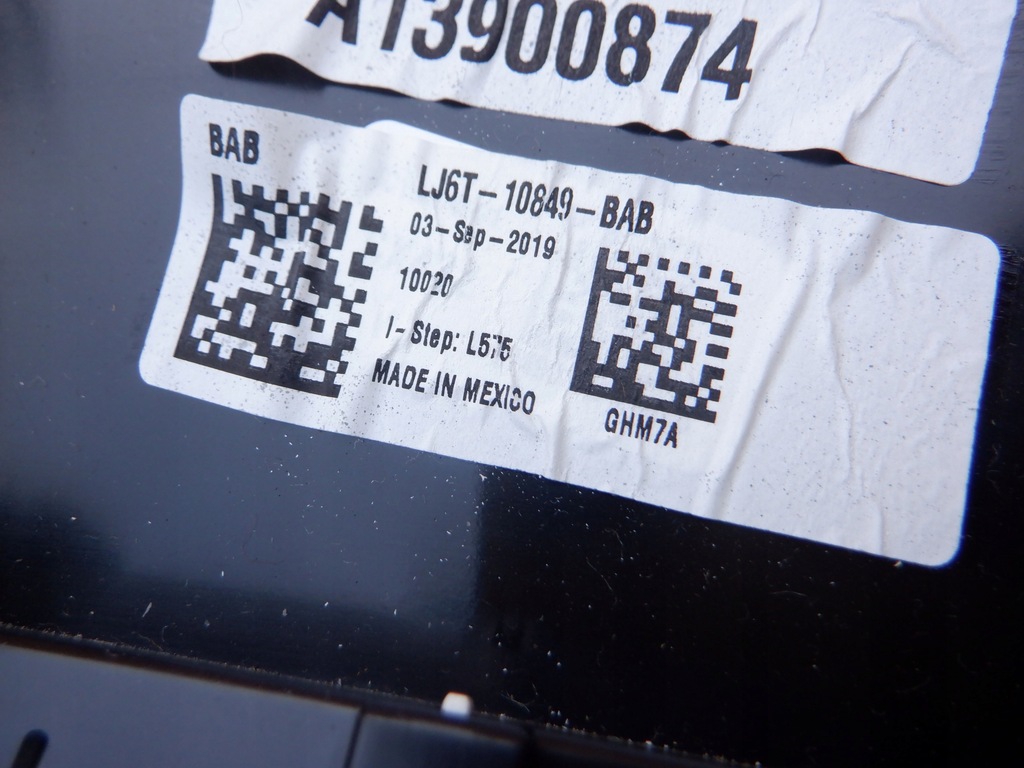 A13900874
BAB
LJ6T-10849-BAB
03-Sep-2019
10020
I-Step: L575
MADE IN MEXICO
GHM7A